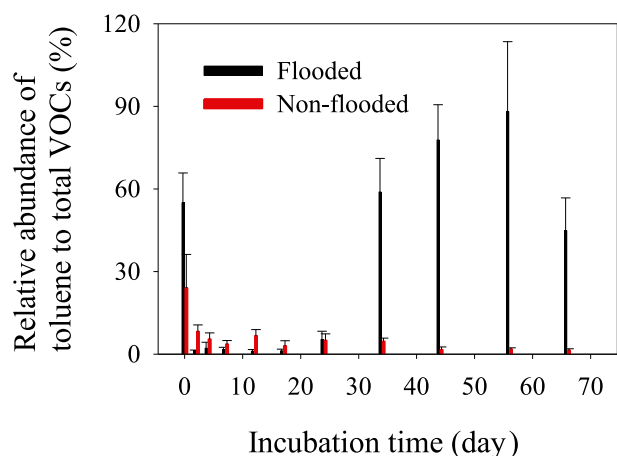 Relative abundance of
toluene to total VOCs (%)
120
90
60
30
0
Flooded
Non-flooded
0 10 20 30 40 50 60 70
Incubation time (day)